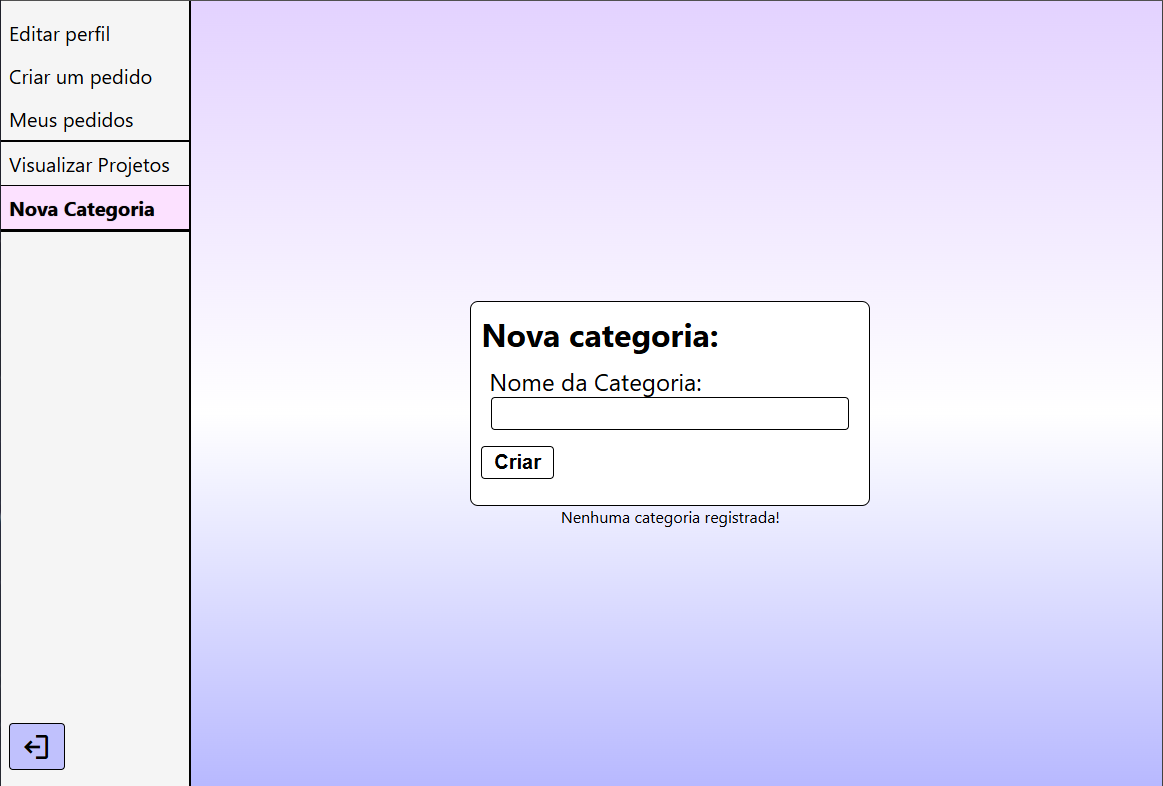 Editar perfil
Criar um pedido
Meus pedidos
Visualizar Projetos
Nova Categoria
Nova categoria:
Nome da Categoria:
Criar
Nenhuma categoria registrada!